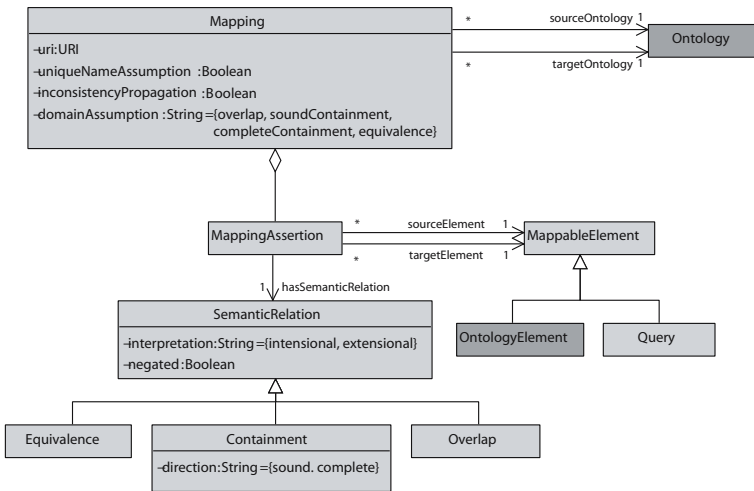 Mapping
-uri:URI
-uniqueNameAssumption :Boolean
-inconsistencyPropagation :Boolean
-domainAssumption :String={overlap, soundContainment,
completeContainment, equivalence}
* sourceOntology 1
Ontology
* targetOntology 1
MappingAssertion
* sourceElement 1
MappableElement
* targetElement 1
1 hasSemanticRelation
SemanticRelation
-interpretation:String={intensional, extensional}
-negated:Boolean
OntologyElement
Query
Equivalence
Containment
-direction:String={sound. complete}
Overlap